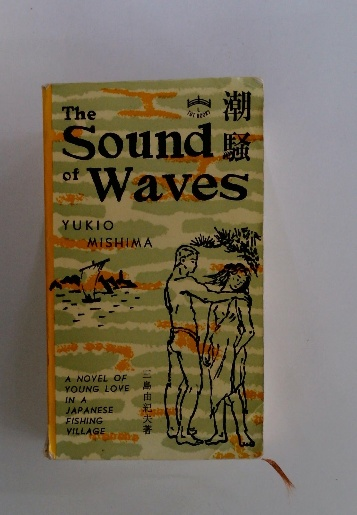 The
Sound
of Waves
潮騒
YUKIO
MISHIMA
A NOVEL OF
YOUNG LOVE
IN A
JAPANESE
FISHING
VILLAGE
三島由紀夫著